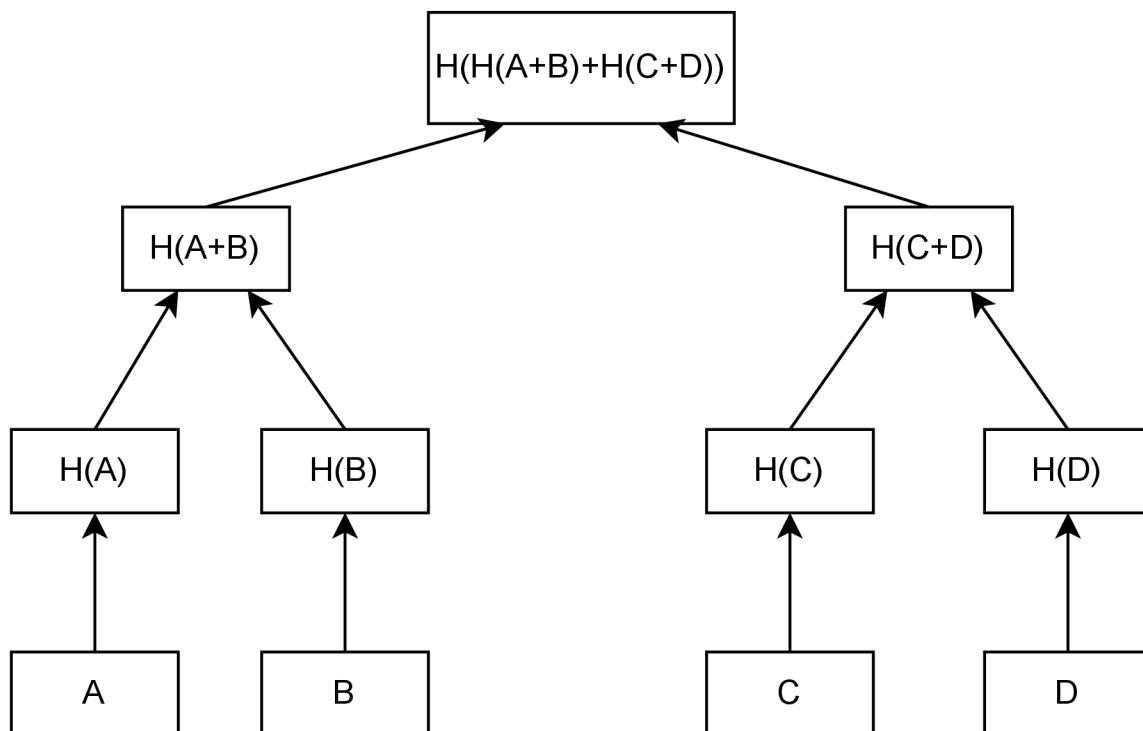 H(H(A+B)+H(C+D))
H(A+B)
H(C+D)
H(A)
H(B)
H(C)
H(D)
A
B
C
D